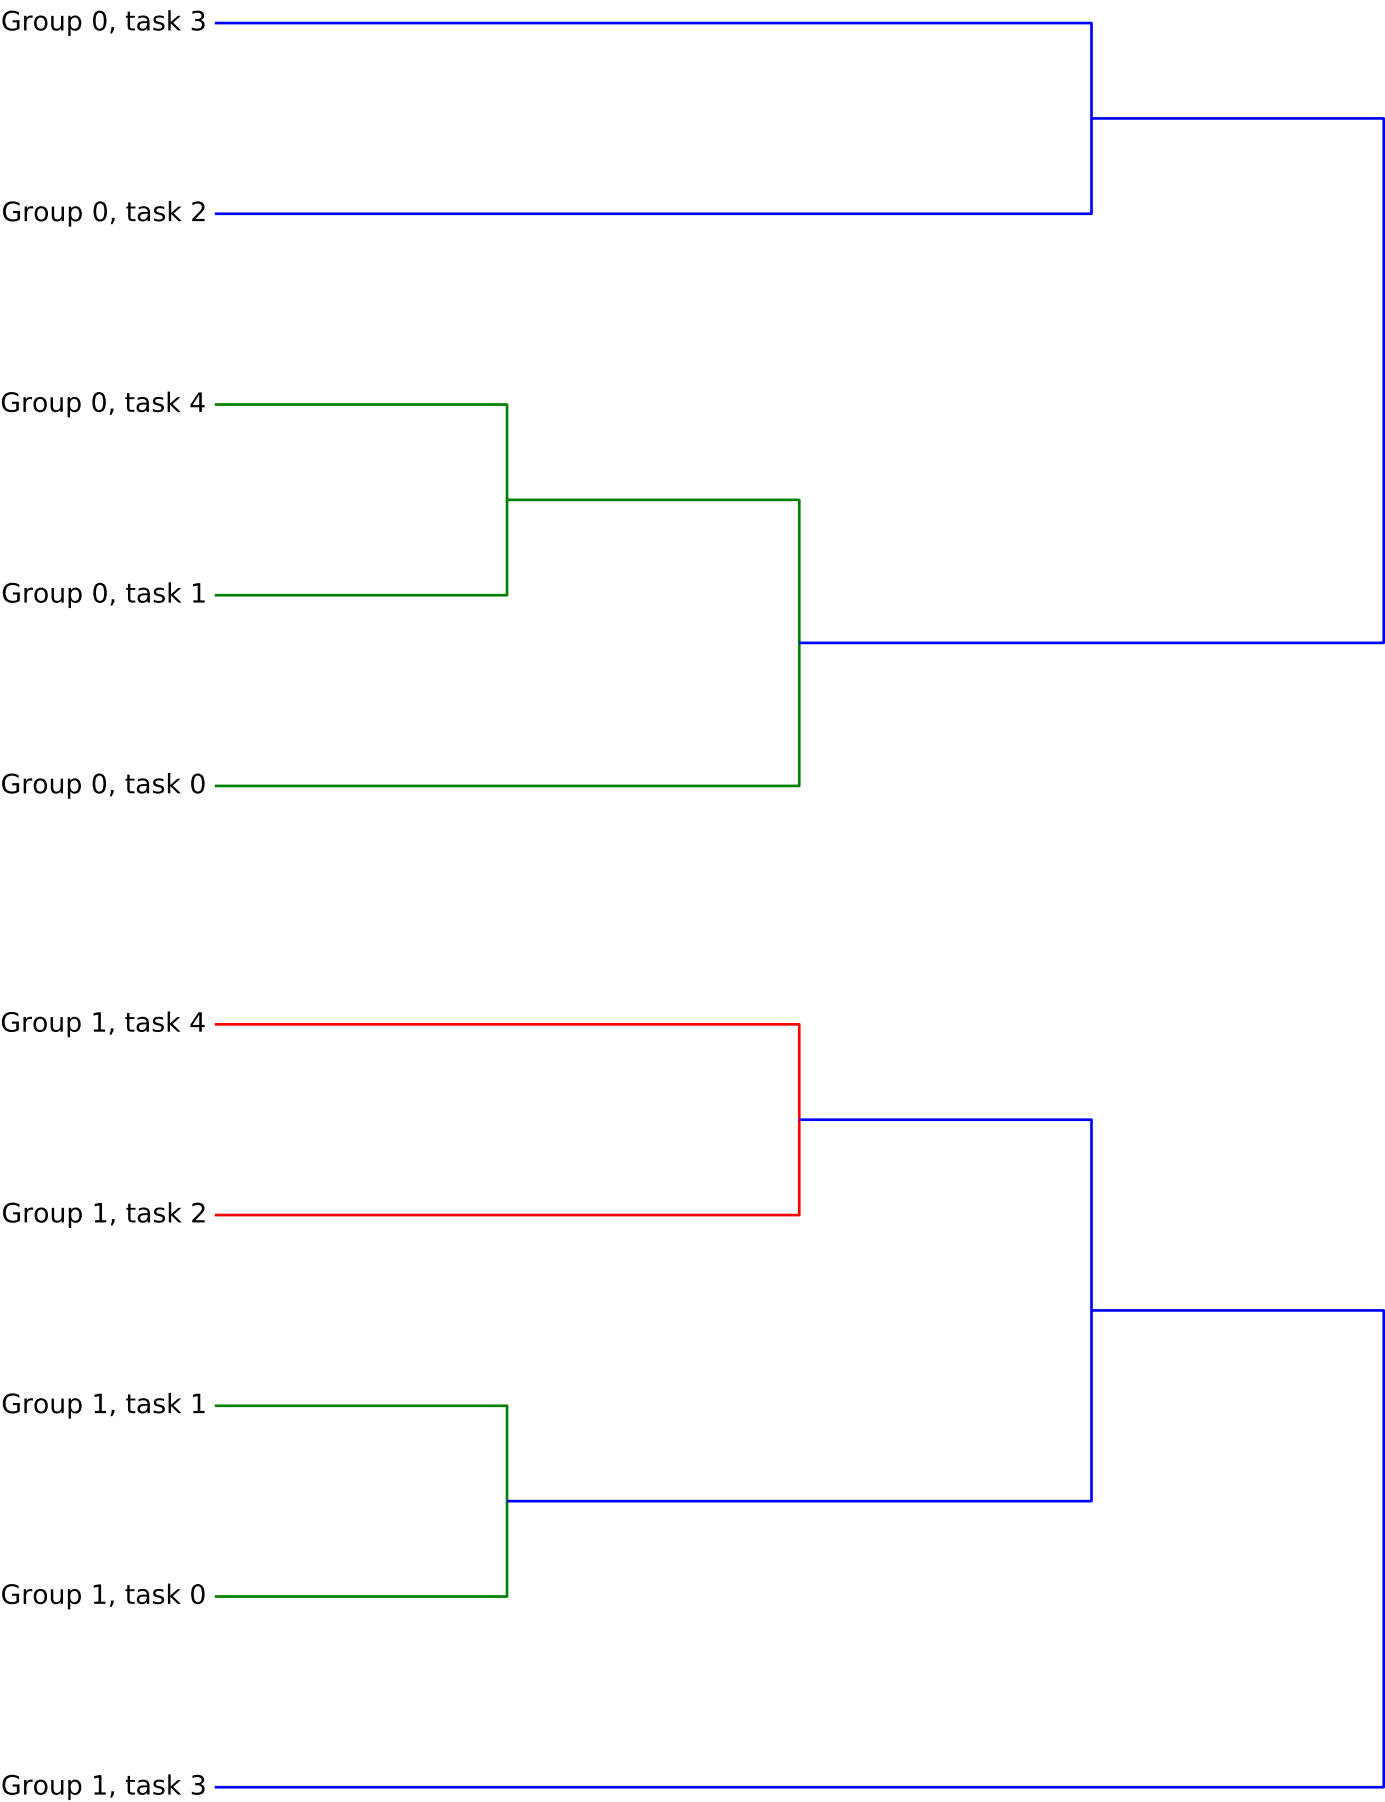 Group 0, task 3
Group 0, task 2
Group 0, task 4
Group 0, task 1
Group 0, task 0
Group 1, task 4
Group 1, task 2
Group 1, task 1
Group 1, task 0
Group 1, task 3